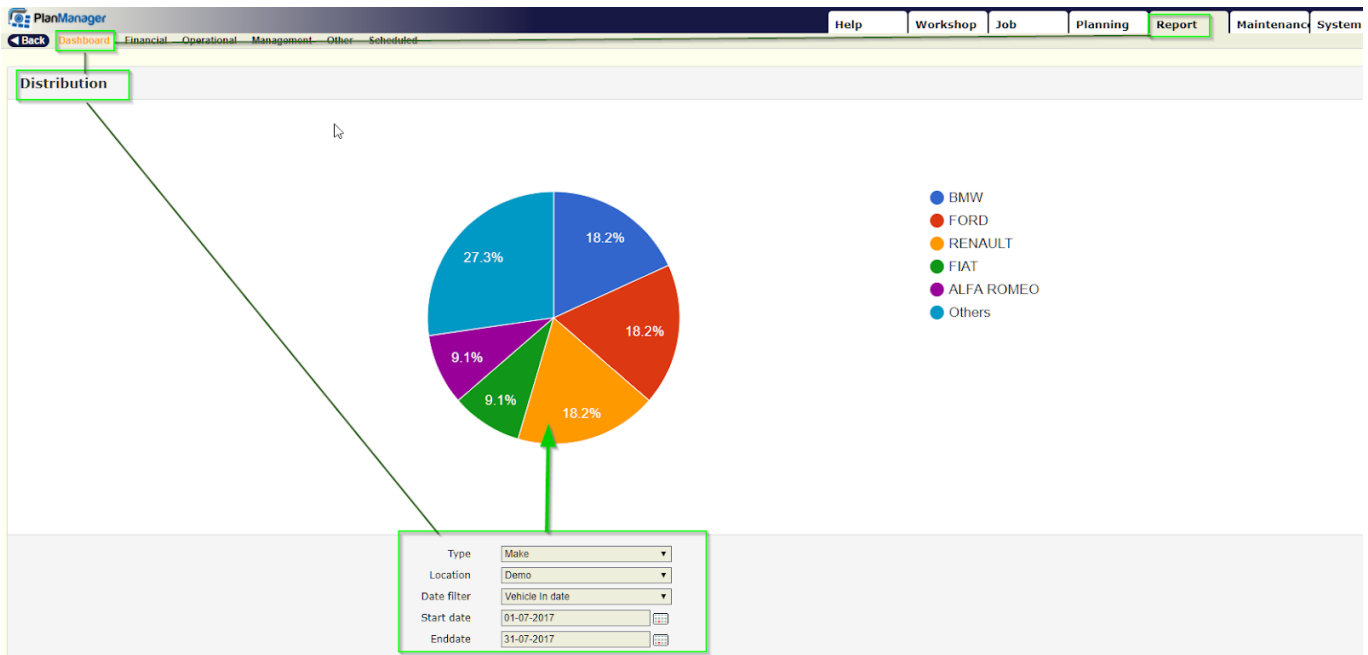 PlanManager
Help Workshop Job Planning Report Maintenanc System
Back Dashboard Financial Operational Management Other Scheduled
Distribution
BMW
FORD
RENAULT
FIAT
ALFA ROMEO
Others
18.2%
27.3%
18.2%
9.1%
9.1%
18.2%
Type Make
Location Demo
Date filter Vehicle In date
Start date 01-07-2017
Enddate 31-07-2017